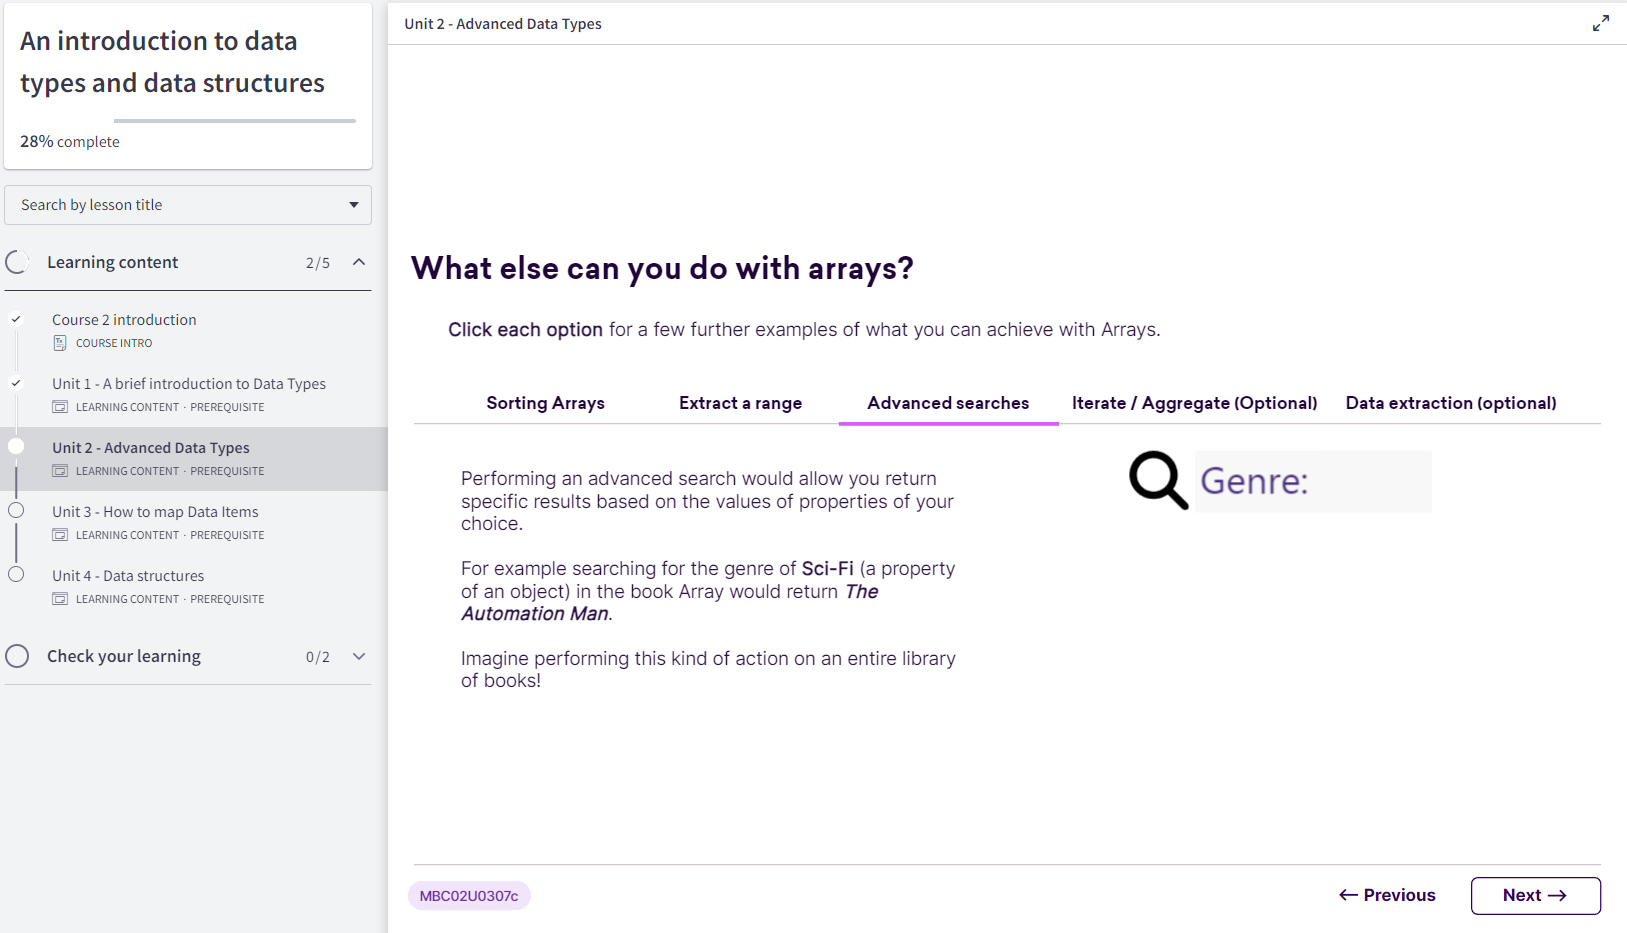 An introduction to data
types and data structures
28% complete
Search by lesson title
Learning content 2/5
Course 2 introduction
COURSE INTRO
Unit 1 - A brief introduction to Data Types
LEARNING CONTENT · PREREQUISITE
Unit 2 - Advanced Data Types
LEARNING CONTENT · PREREQUISITE
Unit 3 - How to map Data Items
LEARNING CONTENT · PREREQUISITE
Unit 4 - Data structures
LEARNING CONTENT · PREREQUISITE
Check your learning 0/2
Unit 2 - Advanced Data Types
What else can you do with arrays?
Click each option for a few further examples of what you can achieve with Arrays.
Sorting Arrays Extract a range Advanced searches Iterate / Aggregate (Optional) Data extraction (optional)
Performing an advanced search would allow you return
specific results based on the values of properties of your
choice.
For example searching for the genre of Sci-Fi (a property
of an object) in the book Array would return The
Automation Man.
Imagine performing this kind of action on an entire library
of books!
Genre:
MBC02U0307c
← Previous
Next →